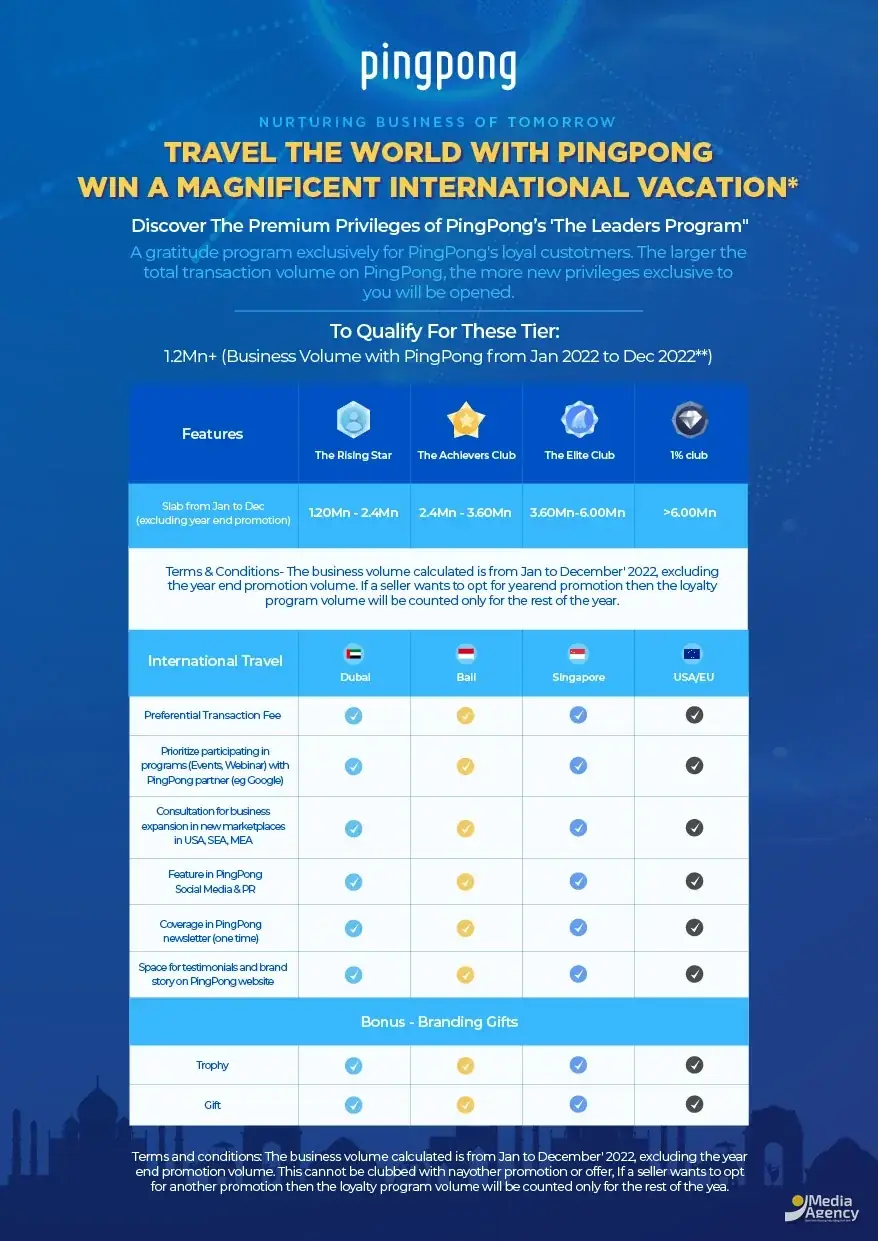 pingpong
NURTURING BUSINESS OF TOMORROW
TRAVEL THE WORLD WITH PINGPONG
WIN A MAGNIFICENT INTERNATIONAL VACATION*
Discover The Premium Privileges of PingPong's 'The Leaders Program"
A gratitude program exclusively for PingPong's loyal custotmers. The larger the
total transaction volume on PingPong, the more new privileges exclusive to
you will be opened.
To Qualify For These Tier:
1.2Mn+ (Business Volume with PingPong from Jan 2022 to Dec 2022**)
Features
The Rising Star
The Achievers Club
The Elite Club
1% club
Slab from Jan to Dec
(excluding year end promotion)
1.20Mn - 2.4Mn
2.4Mn - 3.60Mn
3.60Mn-6.00Mn
>6.00Mn
Terms & Conditions- The business volume calculated is from Jan to December' 2022, excluding
the year end promotion volume. If a seller wants to opt for yearend promotion then the loyalty
program volume will be counted only for the rest of the year.
International Travel
Dubai
Bali
Singapore
USA/EU
Preferential Transaction Fee
Prioritize participating in
programs (Events, Webinar) with
PingPong partner (eg Google)
Consultation for business
expansion in new marketplaces
in USA, SEA, MEA
Feature in PingPong
Social Media & PR
Coverage in PingPong
newsletter (one time)
Space for testimonials and brand
story on PingPong website
Bonus - Branding Gifts
Trophy
Gift
Terms and conditions: The business volume calculated is from Jan to December' 2022, excluding the year
end promotion volume. This cannot be clubbed with nayother promotion or offer, If a seller wants to opt
for another promotion then the loyalty program volume will be counted only for the rest of the yea.
Media
Agency